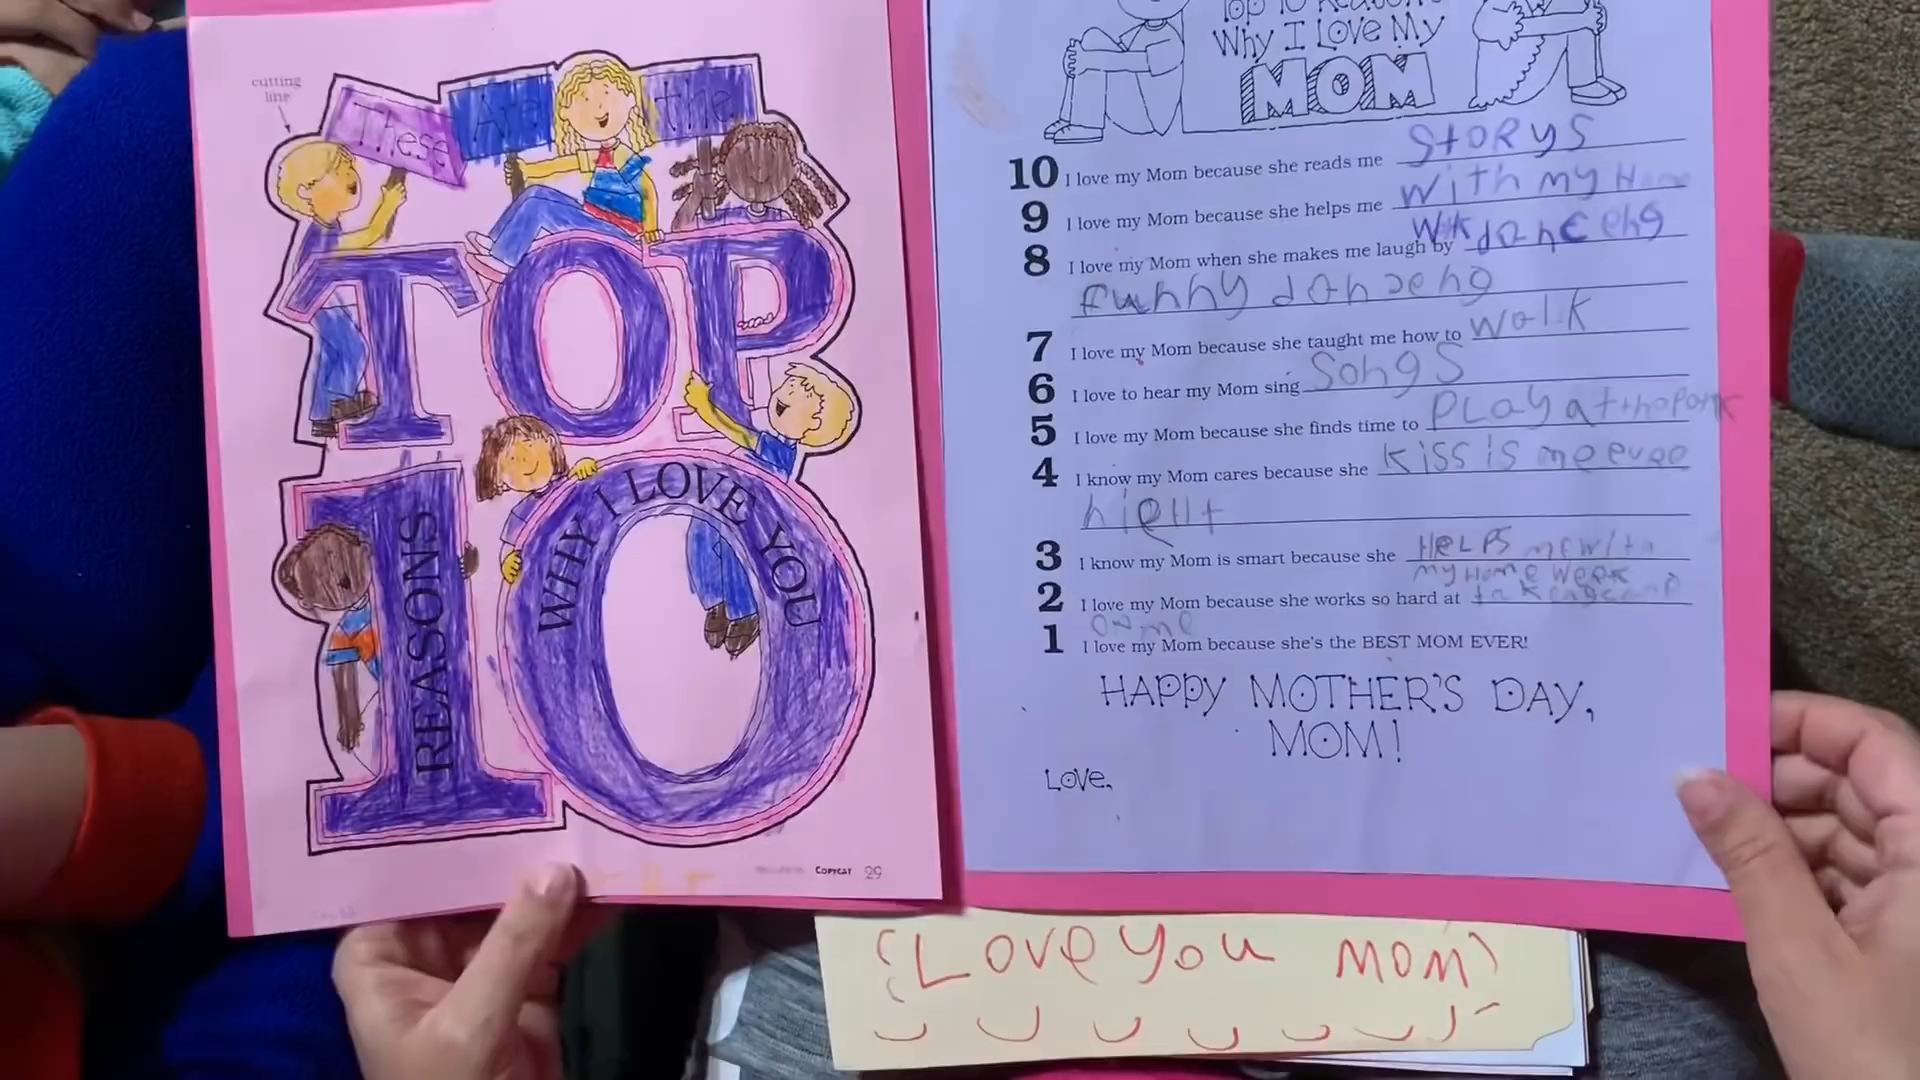 cutting
line
These Are the
TOP
10
REASONS
WHY I LOVE YOU
COPYCAT 29
Top 10 Reasons
Why I Love My
MOM
10 I love my Mom because she reads me StoRyS
9 I love my Mom because she helps me with my Home
8 I love my Mom when she makes me laugh by
funny
7 I love my Mom because she taught me how to walk
6 I love to hear my Mom sing SongS
5 I love my Mom because she finds time to PLay at
4 I know my Mom cares because she kiss is me
3 I know my Mom is smart because she HeLPS me with
my Home
2 I love my Mom because she works so hard at
on me
1 I love my Mom because she's the BEST MOM EVER!
HAPPY MOTHER'S DAY,
MOM!
LOVE,
Love you mom